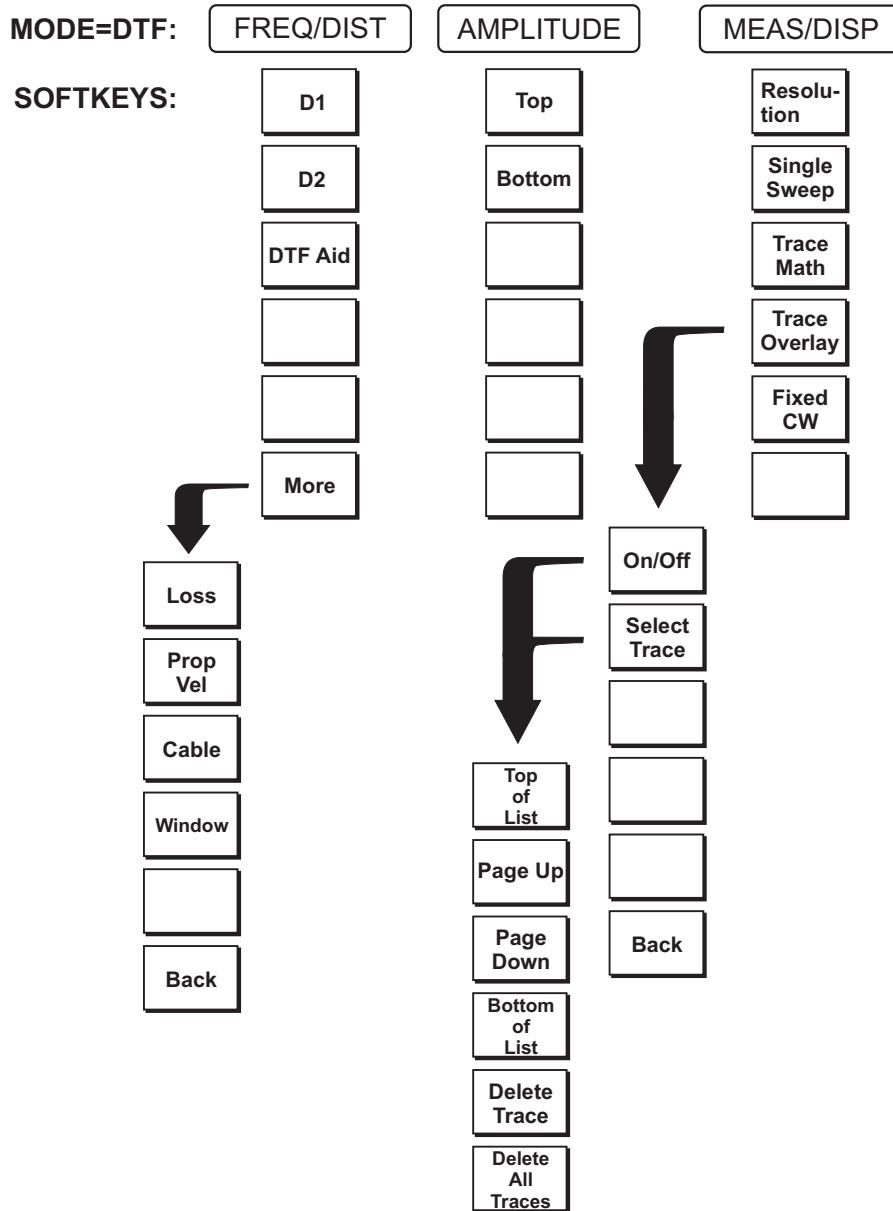 MODE=DTF: FREQ/DIST AMPLITUDE MEAS/DISP
SOFTKEYS:
D1
D2
DTF Aid
More
Loss
Prop
Vel
Cable
Window
Back
Top
Bottom
Resolu-
tion
Single
Sweep
Trace
Math
Trace
Overlay
Fixed
CW
On/Off
Select
Trace
Back
Top
of
List
Page Up
Page
Down
Bottom
of
List
Delete
Trace
Delete
All
Traces